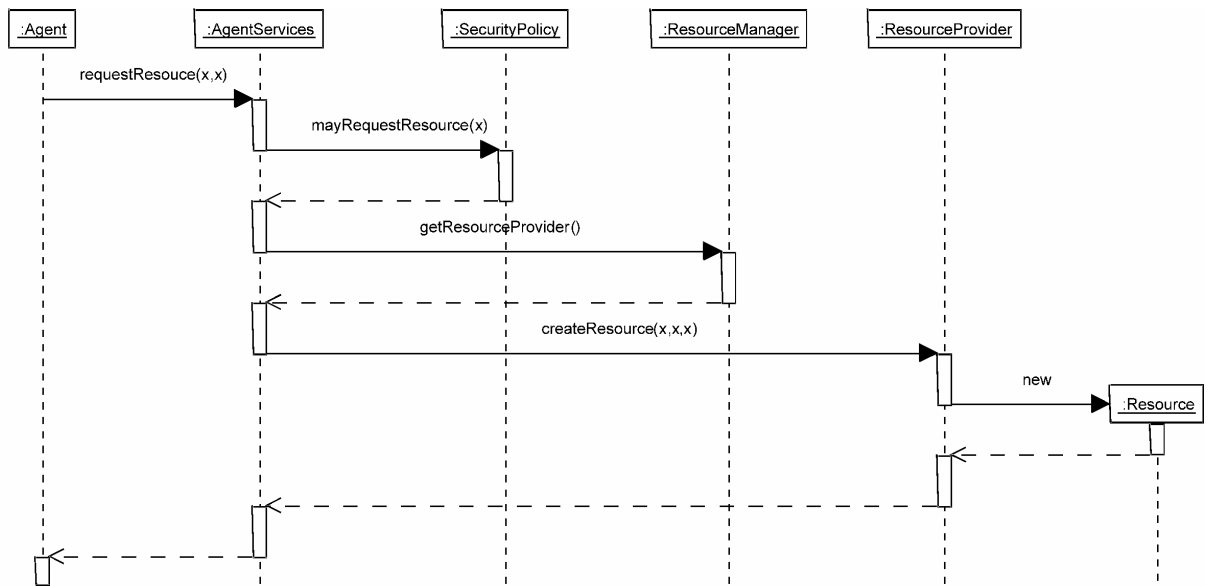 :Agent
:AgentServices
:SecurityPolicy
:ResourceManager
:ResourceProvider
requestResouce(x,x)
mayRequestResource(x)
getResourceProvider()
createResource(x,x,x)
new
:Resource